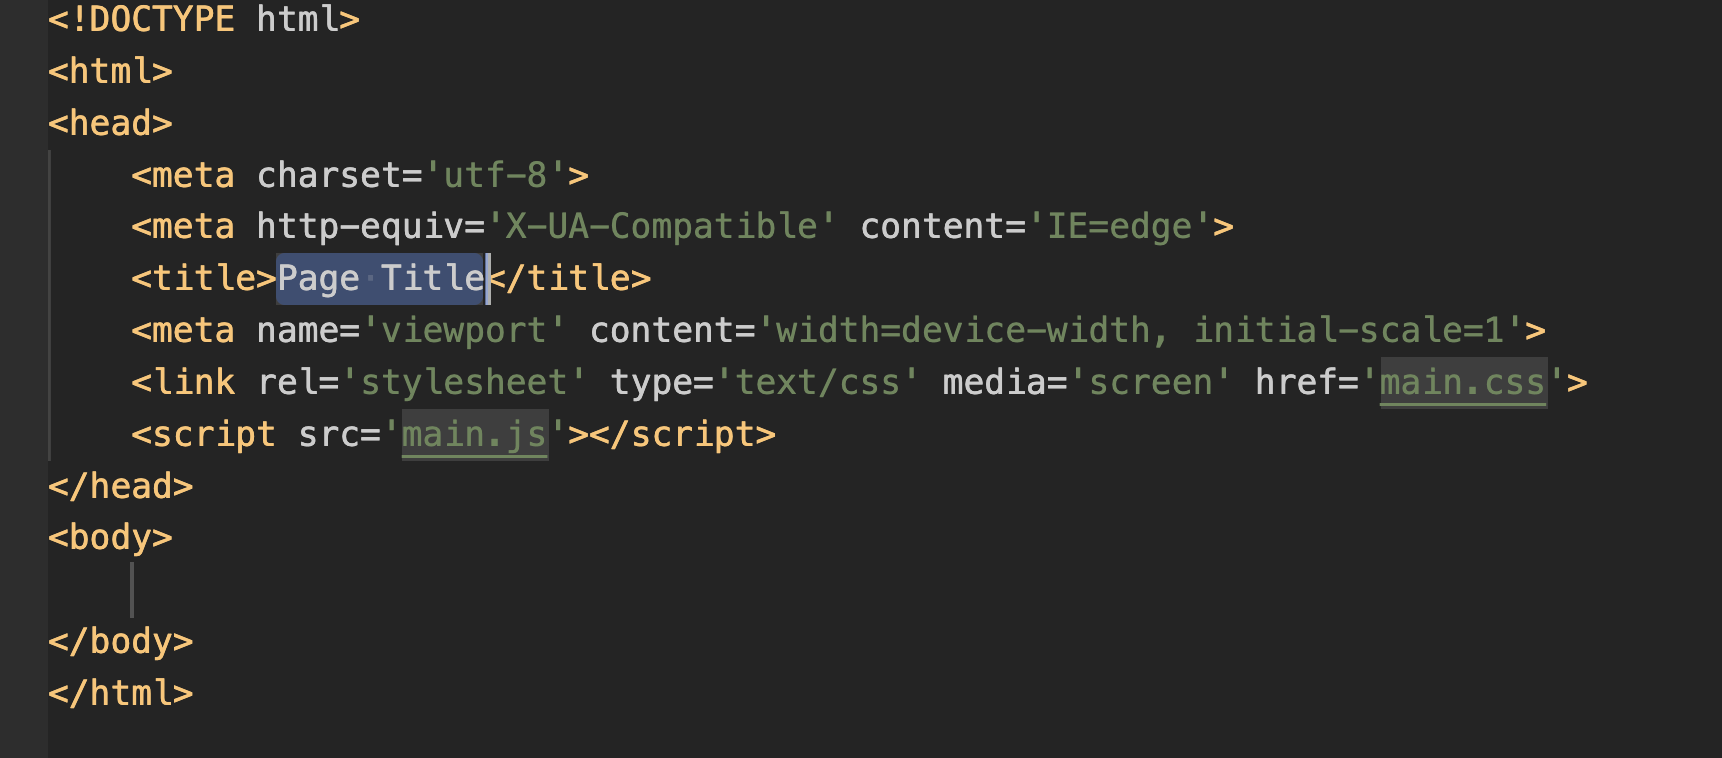 <!DOCTYPE html>
<html>
<head>
    <meta charset='utf-8'>
    <meta http-equiv='X-UA-Compatible' content='IE=edge'>
    <title>Page Title</title>
    <meta name='viewport' content='width=device-width, initial-scale=1'>
    <link rel='stylesheet' type='text/css' media='screen' href='main.css'>
    <script src='main.js'></script>
</head>
<body>
</body>
</html>